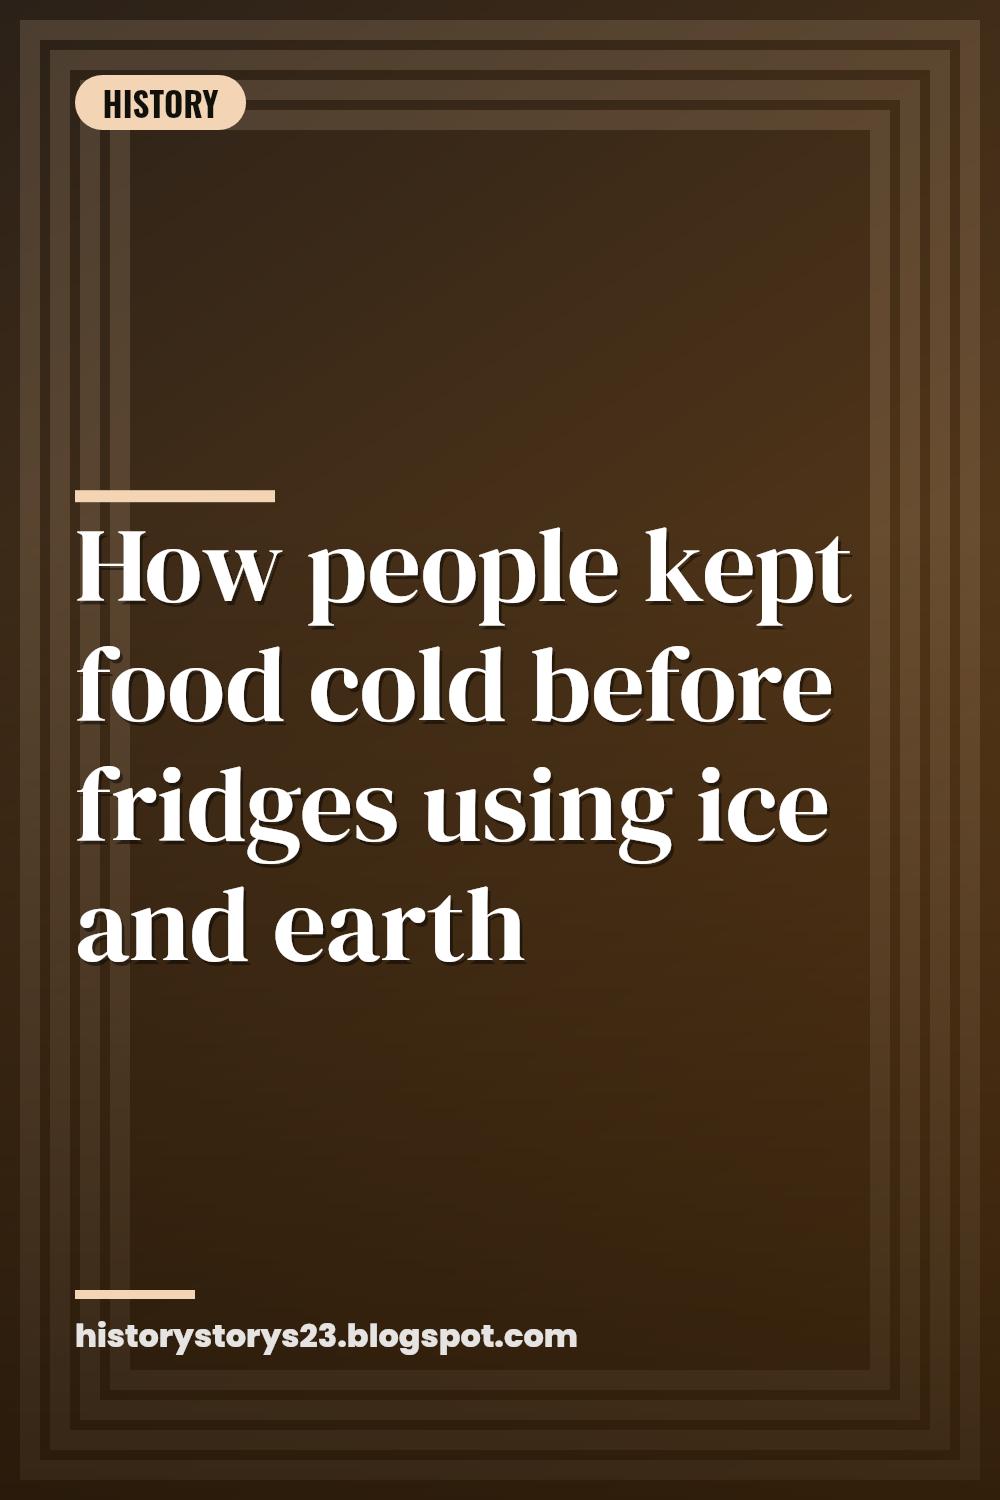 HISTORY
How people kept
food cold before
fridges using ice
and earth
historystorys23.blogspot.com